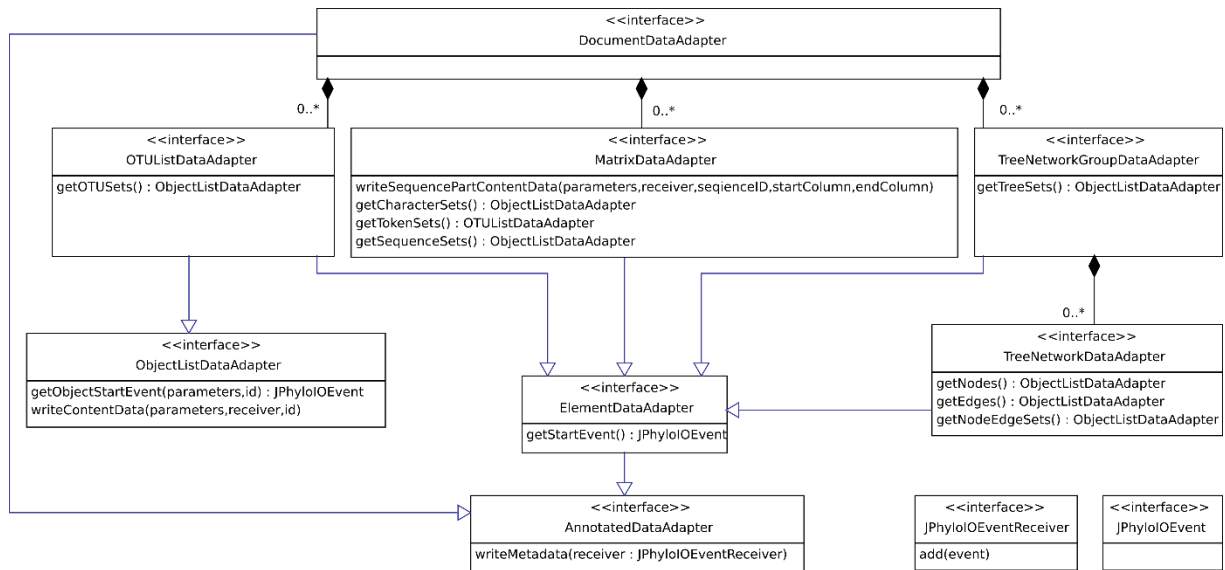 <<interface>>
DocumentDataAdapter
0..*
0..*
0..*
<<interface>>
OTUListDataAdapter
getOTUSets() : ObjectListDataAdapter
<<interface>>
MatrixDataAdapter
writeSequencePartContentData(parameters,receiver,seqienceID,startColumn,endColumn)
getCharacterSets() : ObjectListDataAdapter
getTokenSets() : OTUListDataAdapter
getSequenceSets() : ObjectListDataAdapter
<<interface>>
TreeNetworkGroupDataAdapter
getTreeSets() : ObjectListDataAdapter
0..*
<<interface>>
ObjectListDataAdapter
getObjectStartEvent(parameters,id) : JPhyloIOEvent
writeContentData(parameters,receiver,id)
<<interface>>
TreeNetworkDataAdapter
getNodes() : ObjectListDataAdapter
getEdges() : ObjectListDataAdapter
getNodeEdgeSets() : ObjectListDataAdapter
<<interface>>
ElementDataAdapter
getStartEvent() : JPhyloIOEvent
<<interface>>
AnnotatedDataAdapter
writeMetadata(receiver : JPhyloIOEventReceiver)
<<interface>>
JPhyloIOEventReceiver
add(event)
<<interface>>
JPhyloIOEvent